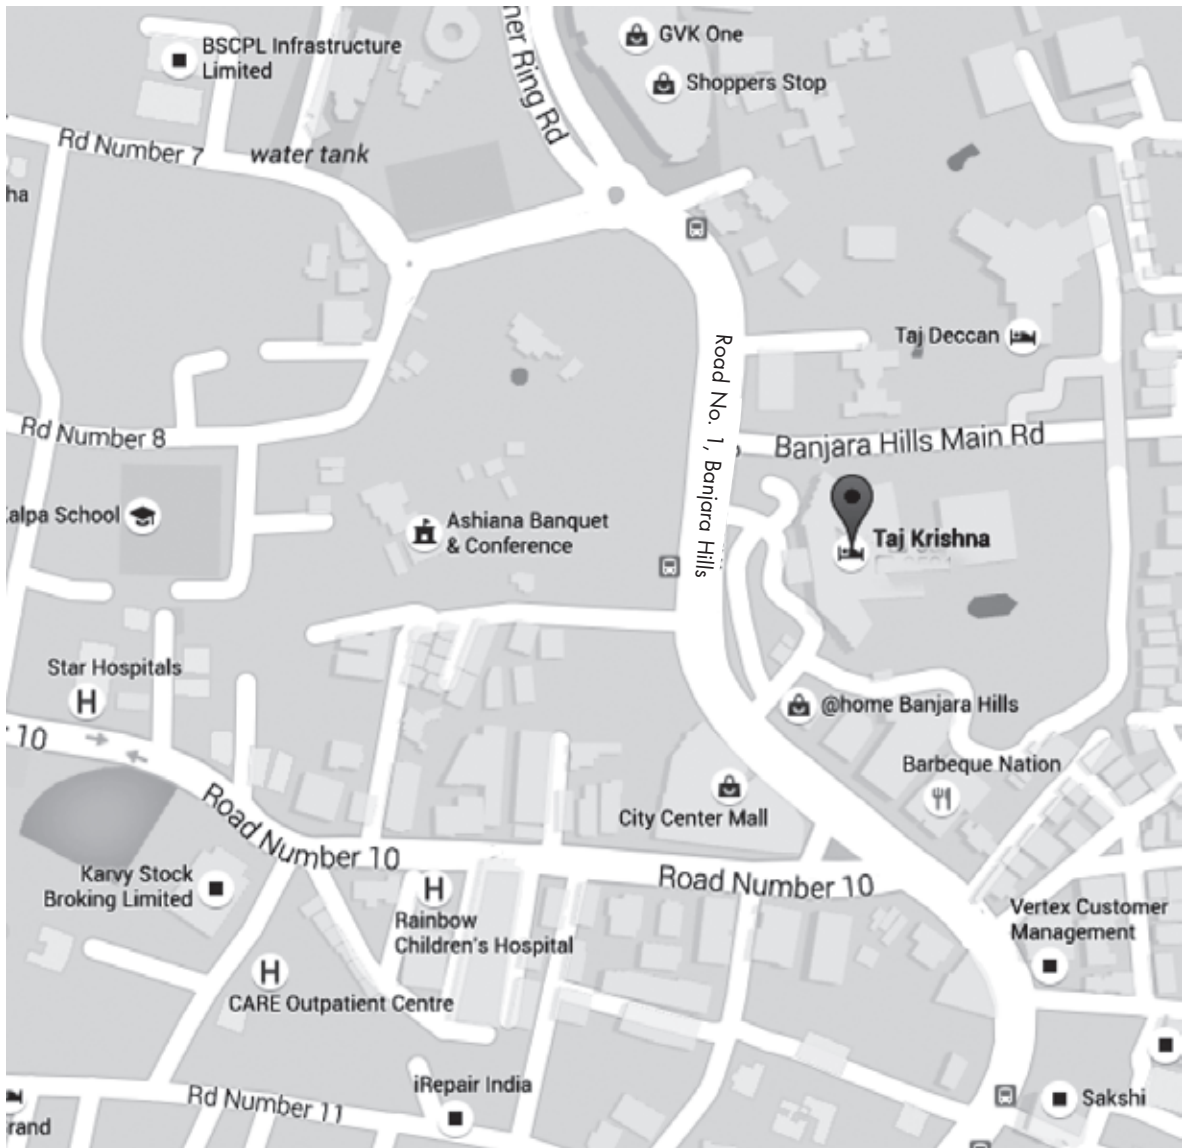 GVK One
BSCPL Infrastructure
Limited
Shoppers Stop
ner Ring Rd
Rd Number 7
water tank
ha
Taj Deccan
Road No. 1, Banjara Hills
Rd Number 8
Banjara Hills Main Rd
alpa School
Ashiana Banquet
& Conference
Taj Krishna
Star Hospitals
H
@home Banjara Hills
10
Barbeque Nation
City Center Mall
Road Number 10
Road Number 10
Karvy Stock
Broking Limited
H
Rainbow
Children's Hospital
Vertex Customer
Management
H
CARE Outpatient Centre
iRepair India
Rd Number 11
Sakshi
rand